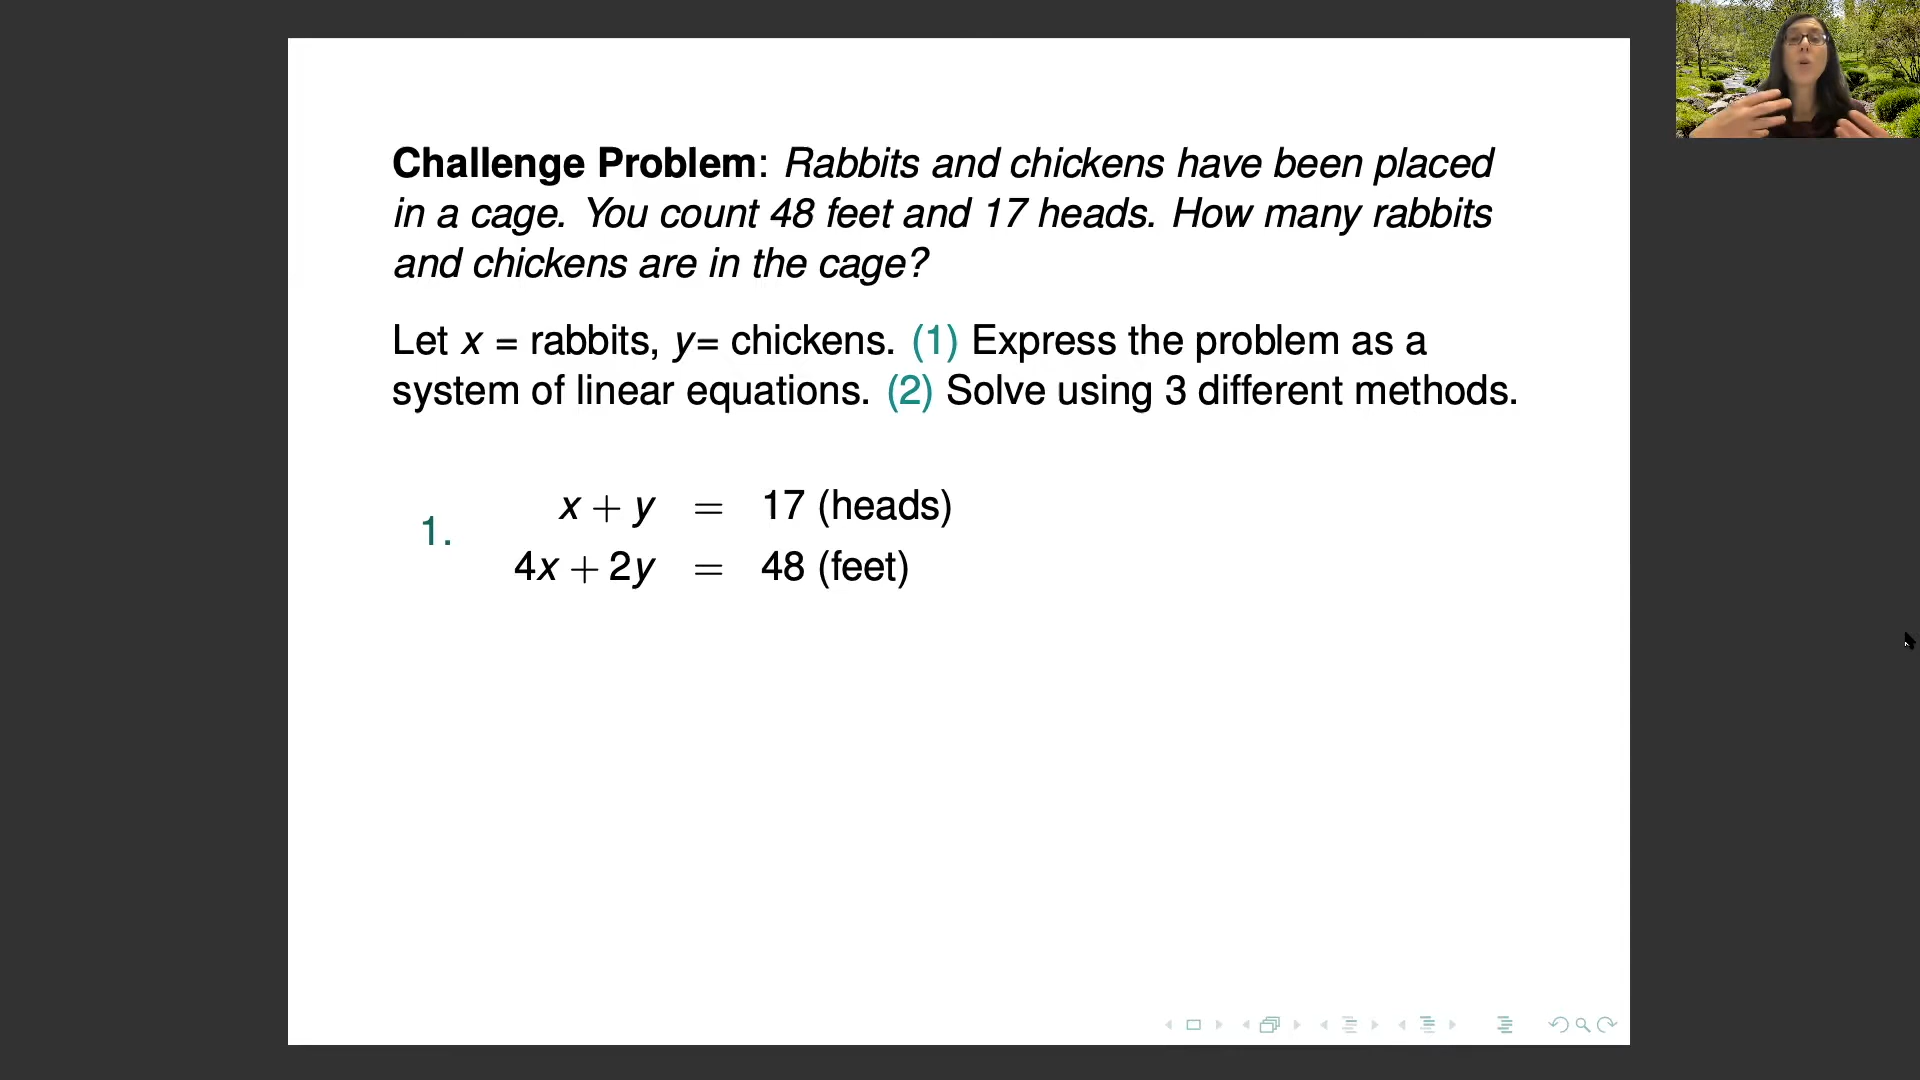 Challenge Problem: Rabbits and chickens have been placed
in a cage. You count 48 feet and 17 heads. How many rabbits
and chickens are in the cage?
Let x = rabbits, y= chickens. (1) Express the problem as a
system of linear equations. (2) Solve using 3 different methods.
1.
x + y = 17 (heads)
4x + 2y = 48 (feet)